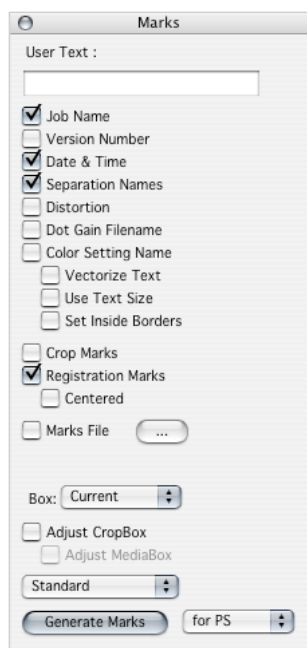 Marks
User Text :
Job Name
Version Number
Date & Time
Separation Names
Distortion
Dot Gain Filename
Color Setting Name
Vectorize Text
Use Text Size
Set Inside Borders
Crop Marks
Registration Marks
Centered
Marks File ...
Box: Current
Adjust CropBox
Adjust MediaBox
Standard
Generate Marks for PS